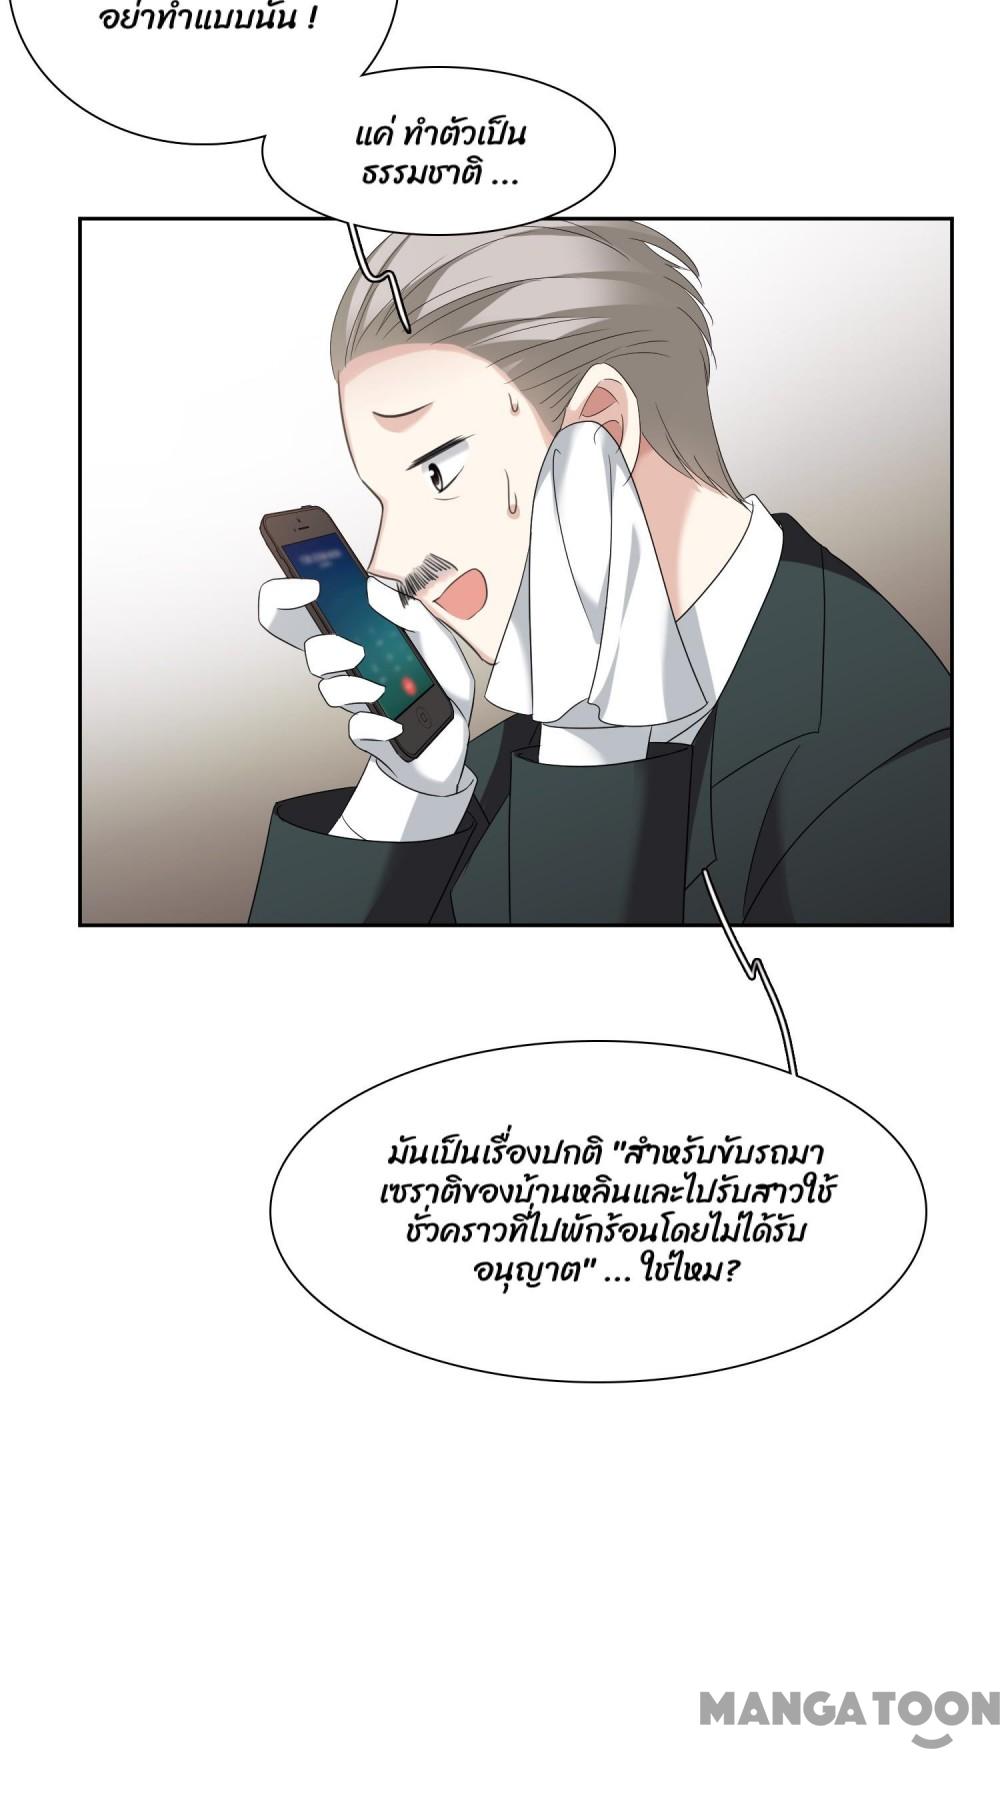 อย่าทำแบบนั้น !
แค่ ทำตัวเป็น
ธรรมชาติ ...
มันเป็นเรื่องปกติ "สำหรับขับรถมา
เซราติของบ้านหลินและไปรับสาวใช้
ชั่วคราวที่ไปพักร้อนโดยไม่ได้รับ
อนุญาต" ... ใช่ไหม?
MANGATOON